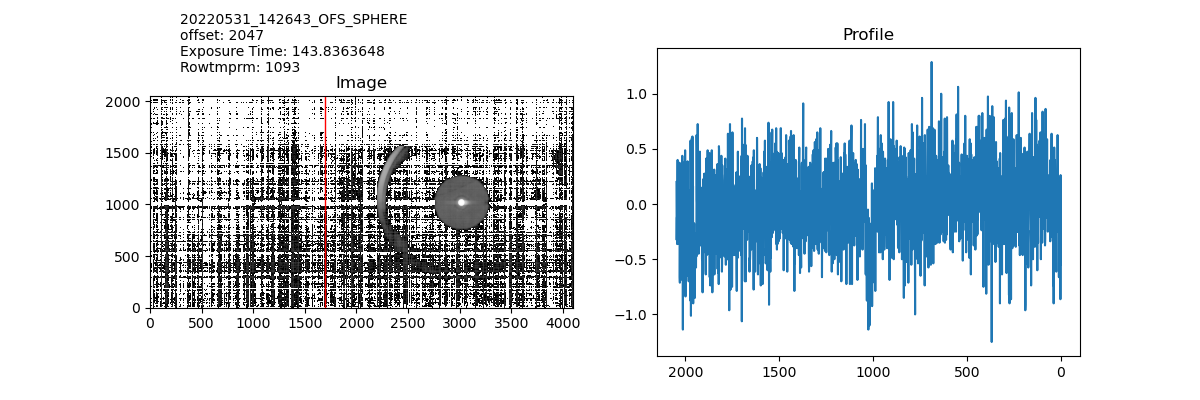 20220531_142643_OFS_SPHERE
offset: 2047
Exposure Time: 143.8363648
Rowtmprm: 1093
Image
2000
1500
1000
500
0
0 500 1000 1500 2000 2500 3000 3500 4000
Profile
1.0
0.5
0.0
−0.5
−1.0
2000 1500 1000 500 0